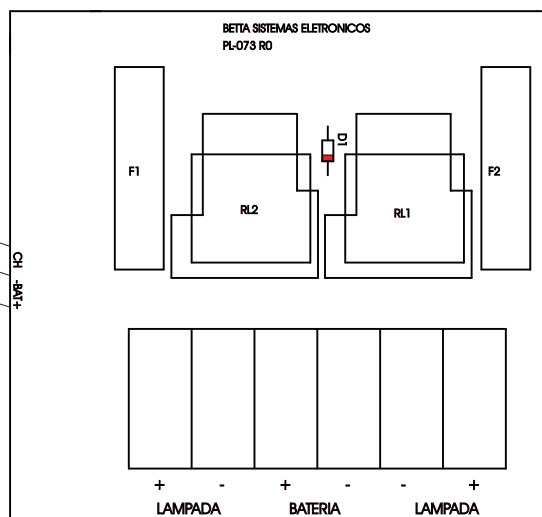 BETTA SISTEMAS ELETRONICOS
PL-073 R0
D1
F1
F2
RL2
RL1
CH -BAT+
+ - + - - +
LAMPADA BATERIA LAMPADA